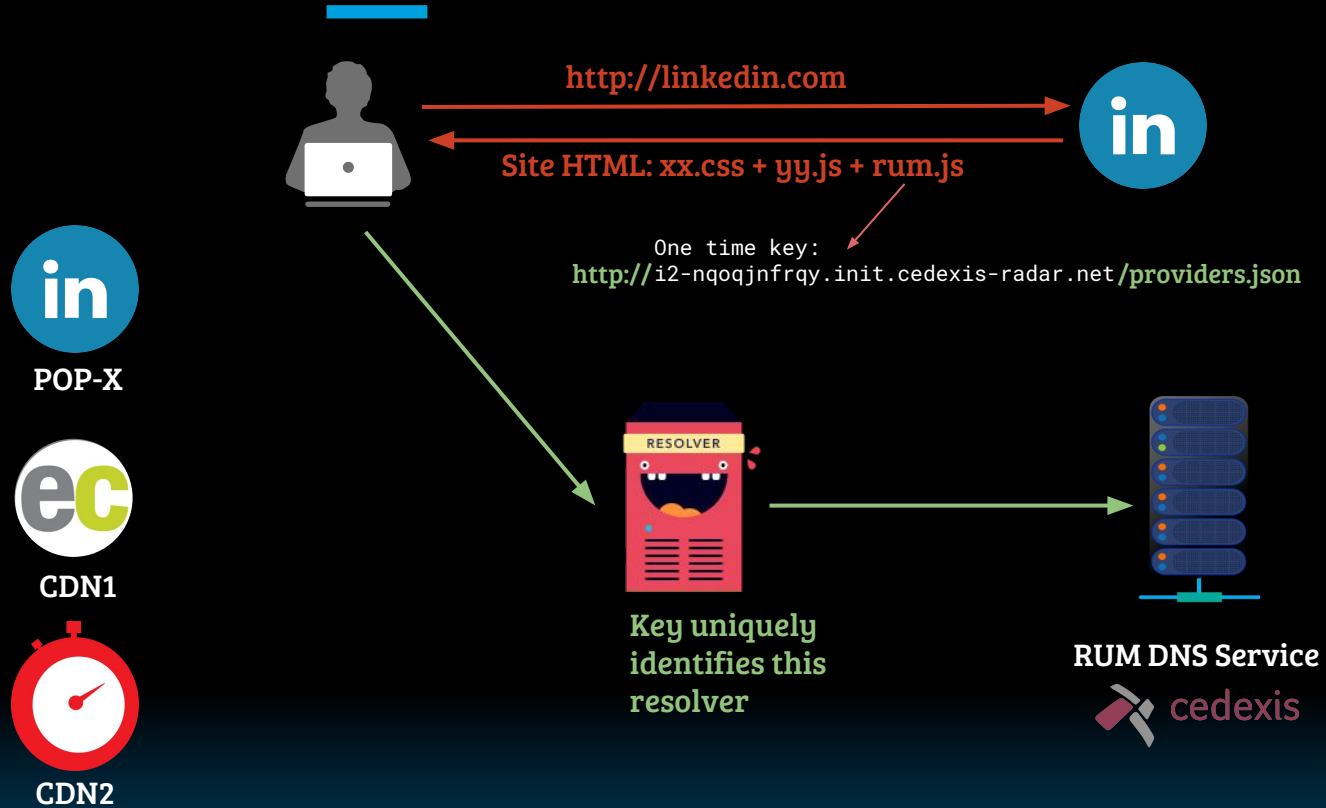 http://linkedin.com
in
Site HTML: xx.css + yy.js + rum.js
One time key:
http://i2-nqoqjnfrqy.init.cedexis-radar.net/providers.json
in
POP-X
ec
CDN1
CDN2
RESOLVER
Key uniquely
identifies this
resolver
RUM DNS Service
cedexis